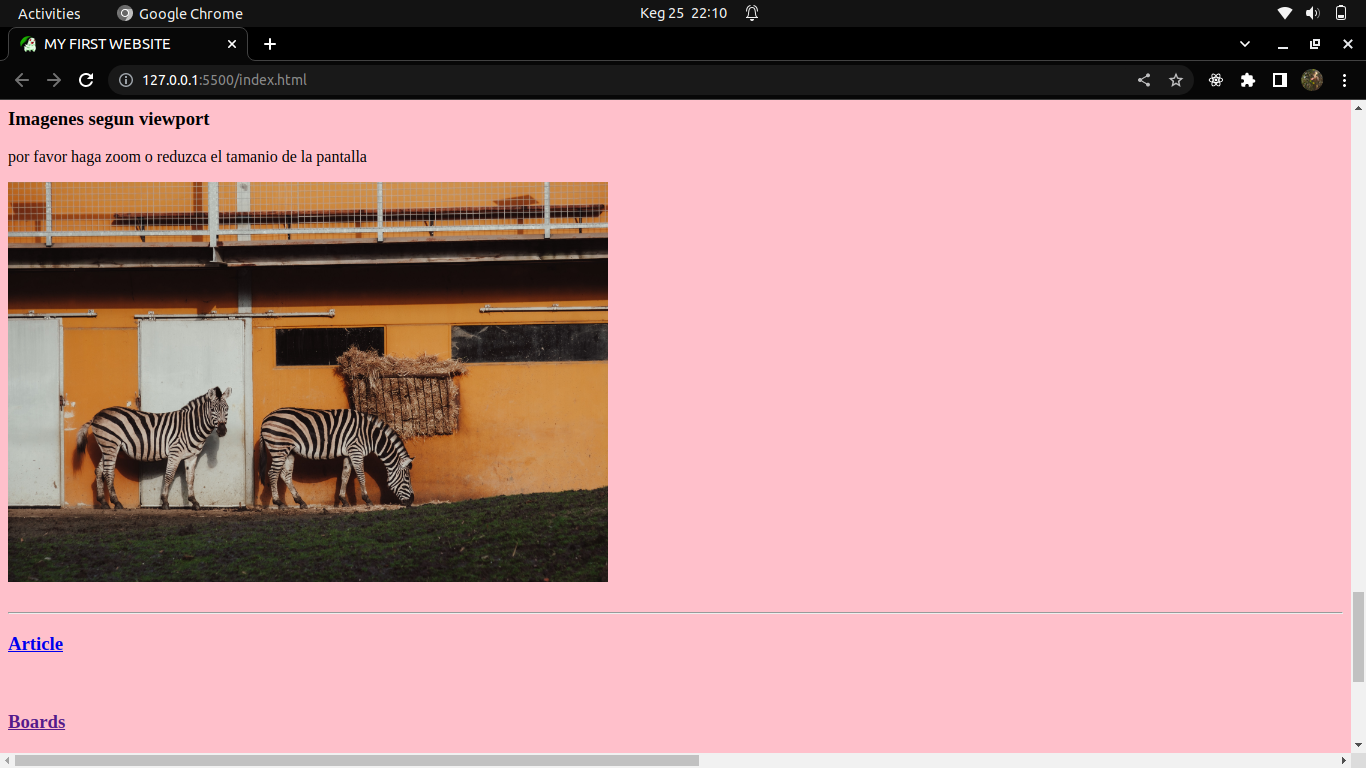 Activities Google Chrome Keg 25 22:10
MY FIRST WEBSITE
127.0.0.1:5500/index.html
Imagenes segun viewport
por favor haga zoom o reduzca el tamanio de la pantalla
Article
Boards